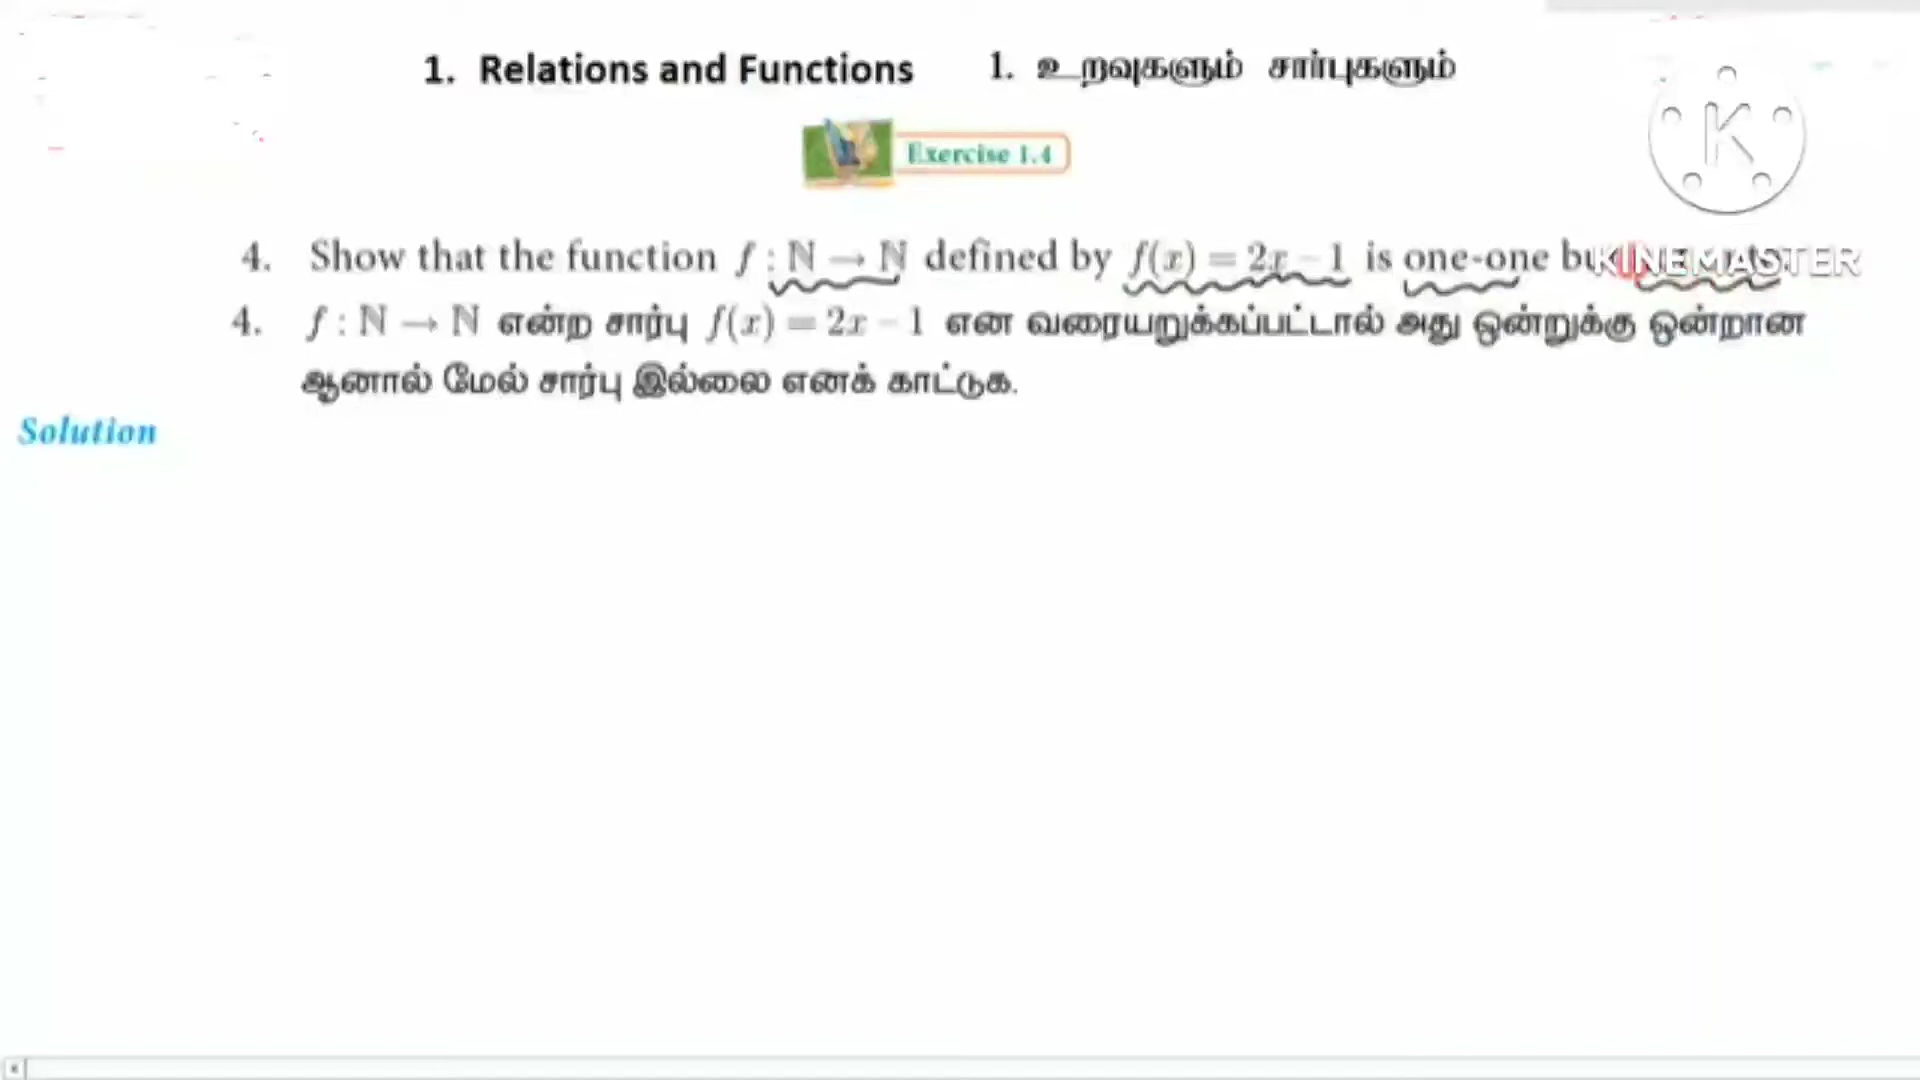 1. Relations and Functions 1. உறவுகளும் சார்புகளும்
Exercise 1.4
4. Show that the function f : ℕ → ℕ defined by f(x) = 2x – 1 is one-one but
KINEMASTER
4. f : ℕ → ℕ என்ற சார்பு f(x) = 2x – 1 என வரையறுக்கப்பட்டால் அது ஒன்றுக்கு ஒன்றான
ஆனால் மேல் சார்பு இல்லை எனக் காட்டுக.
Solution